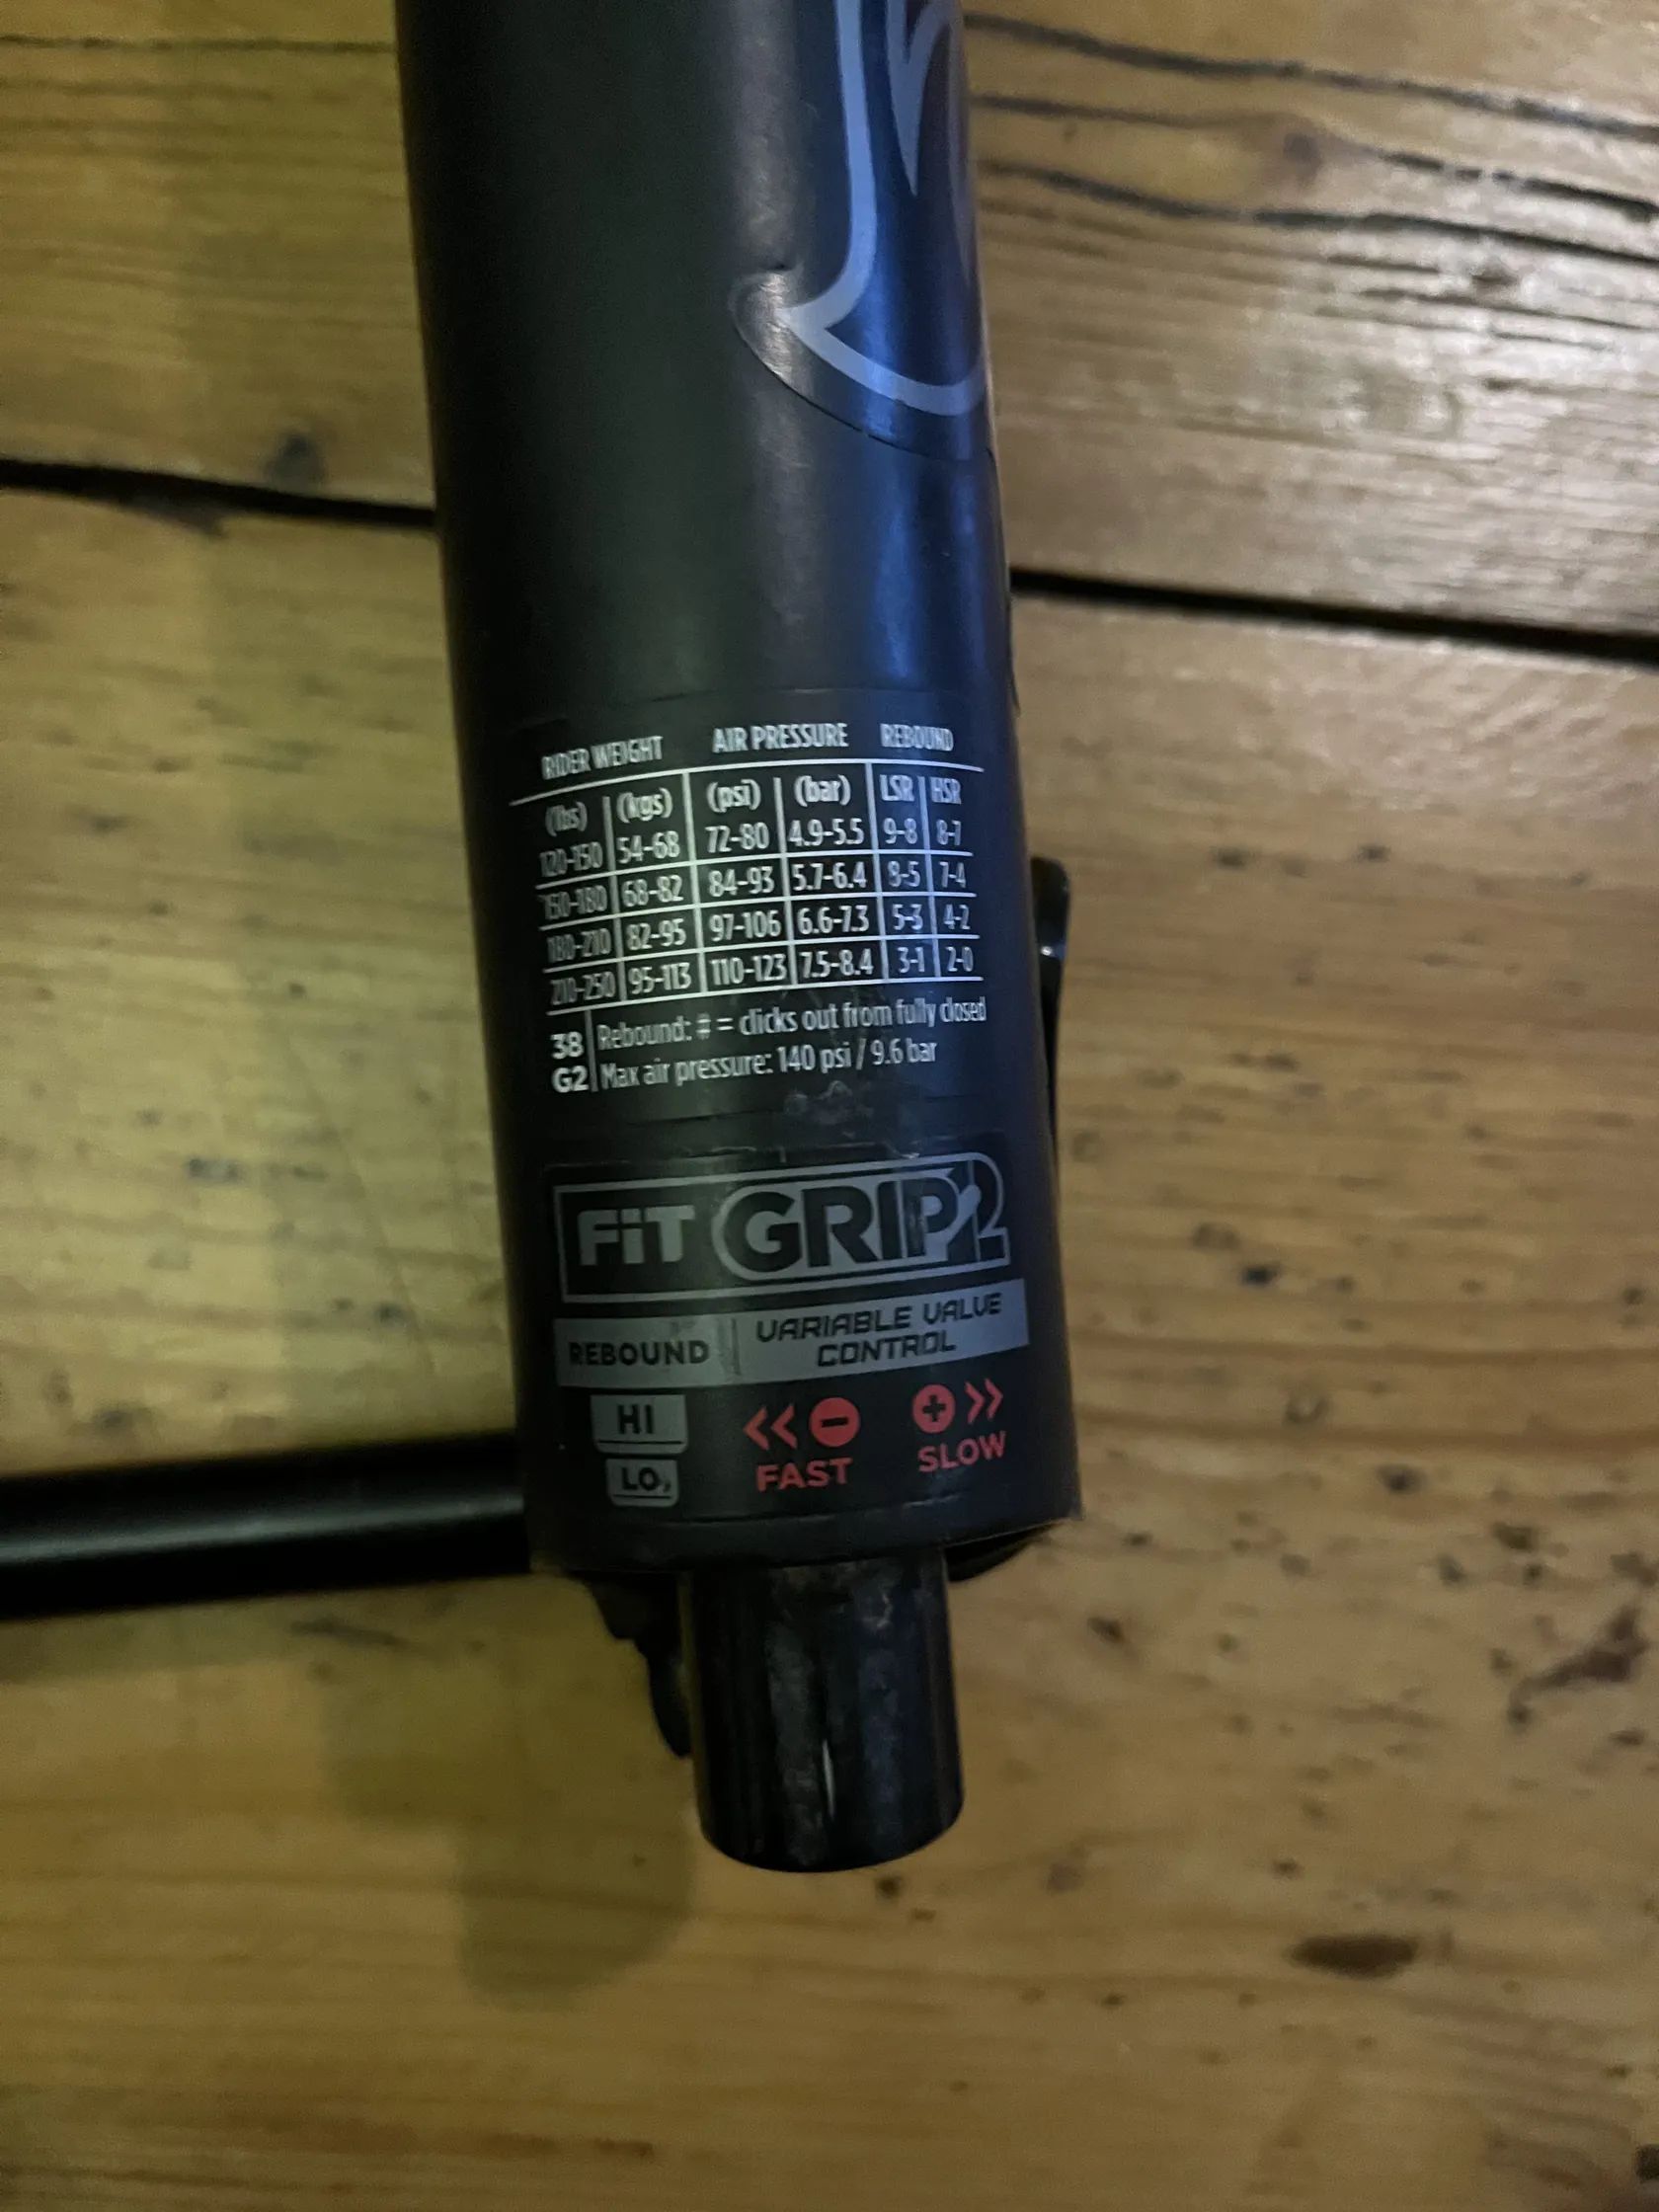 RIDER WEIGHT AIR PRESSURE REBOUND
(lbs) (kgs) (psi) (bar) LSR HSR
120-150 54-68 72-80 4.9-5.5 9-8 8-7
150-180 68-82 84-93 5.7-6.4 8-5 7-4
180-210 82-95 97-106 6.6-7.3 5-3 4-2
210-250 95-113 110-123 7.5-8.4 3-1 2-0
38 Rebound: # = clicks out from fully closed
G2 Max air pressure: 140 psi / 9.6 bar
FiT GRIP2
REBOUND VARIABLE VALVE
CONTROL
HI << - + >>
LO FAST SLOW